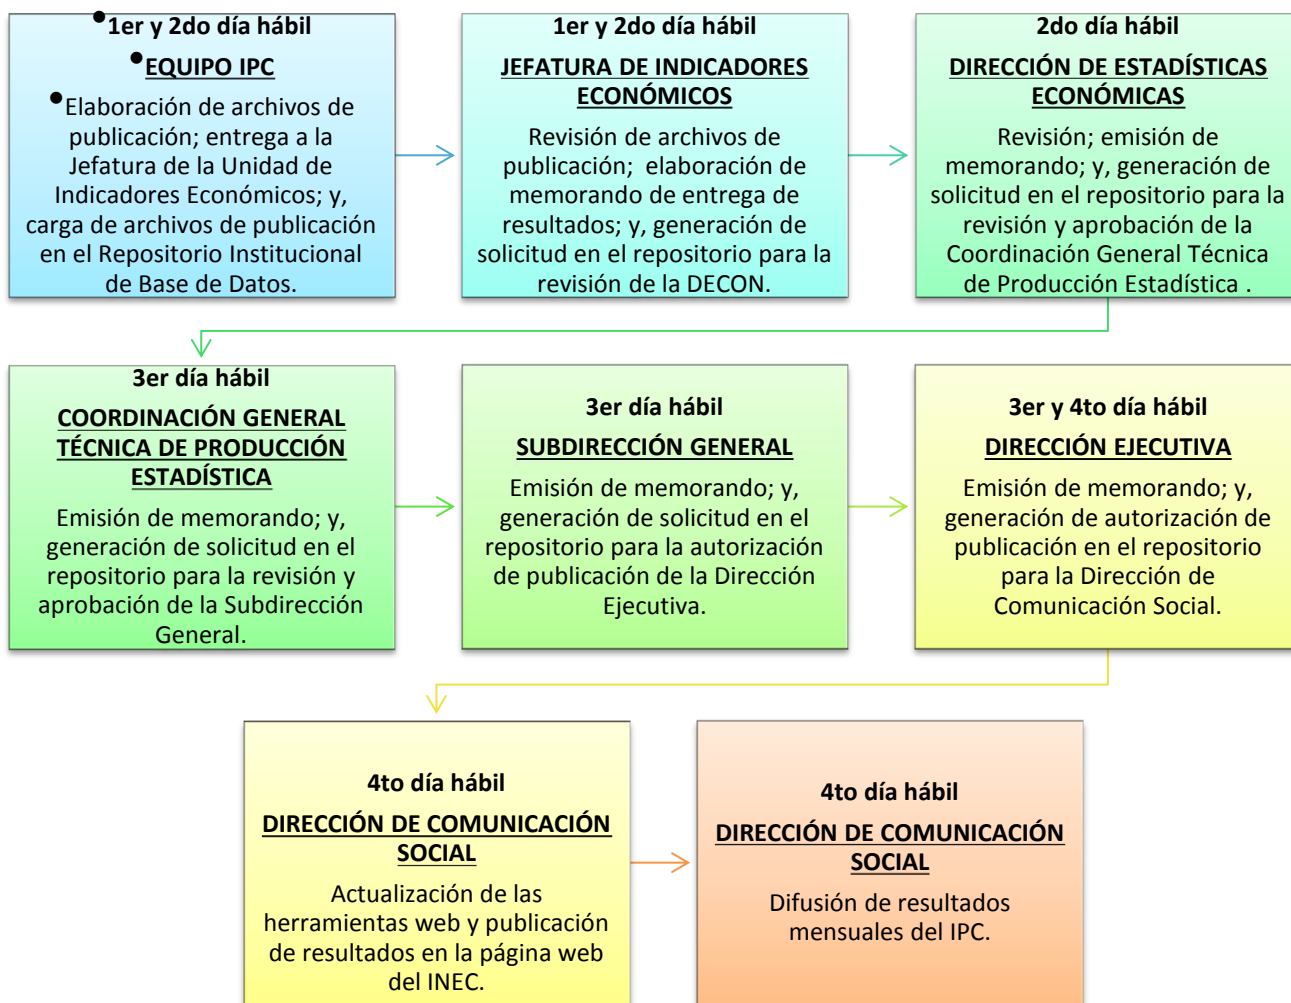 • 1er y 2do día hábil
• EQUIPO IPC
• Elaboración de archivos de
publicación; entrega a la
Jefatura de la Unidad de
Indicadores Económicos; y,
carga de archivos de publicación
en el Repositorio Institucional
de Base de Datos.
1er y 2do día hábil
JEFATURA DE INDICADORES
ECONÓMICOS
Revisión de archivos de
publicación; elaboración de
memorando de entrega de
resultados; y, generación de
solicitud en el repositorio para la
revisión de la DECON.
2do día hábil
DIRECCIÓN DE ESTADÍSTICAS
ECONÓMICAS
Revisión; emisión de
memorando; y, generación de
solicitud en el repositorio para la
revisión y aprobación de la
Coordinación General Técnica
de Producción Estadística .
3er día hábil
COORDINACIÓN GENERAL
TÉCNICA DE PRODUCCIÓN
ESTADÍSTICA
Emisión de memorando; y,
generación de solicitud en el
repositorio para la revisión y
aprobación de la Subdirección
General.
3er día hábil
SUBDIRECCIÓN GENERAL
Emisión de memorando; y,
generación de solicitud en el
repositorio para la autorización
de publicación de la Dirección
Ejecutiva.
3er y 4to día hábil
DIRECCIÓN EJECUTIVA
Emisión de memorando; y,
generación de autorización de
publicación en el repositorio
para la Dirección de
Comunicación Social.
4to día hábil
DIRECCIÓN DE COMUNICACIÓN
SOCIAL
Actualización de las
herramientas web y publicación
de resultados en la página web
del INEC.
4to día hábil
DIRECCIÓN DE COMUNICACIÓN
SOCIAL
Difusión de resultados
mensuales del IPC.